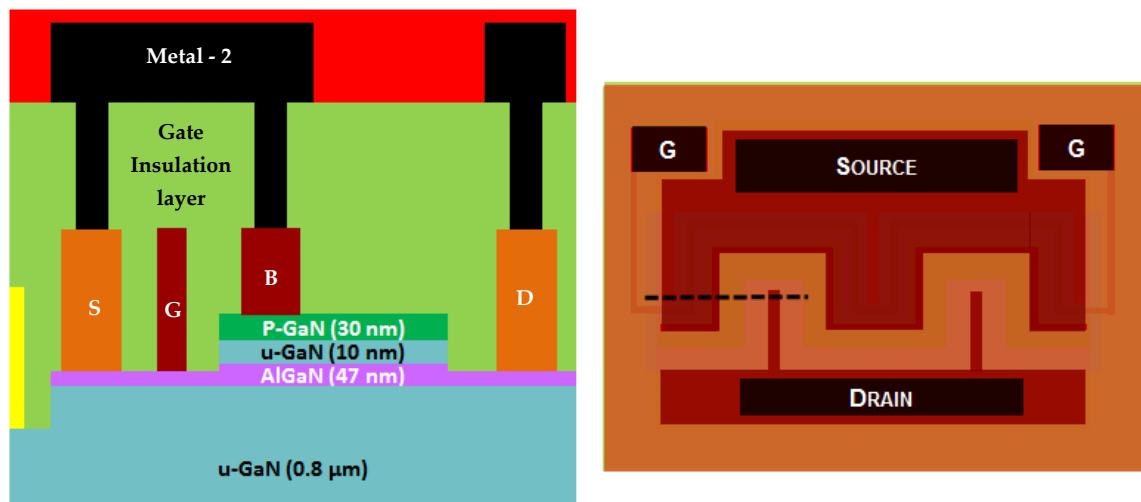 Metal - 2
Gate
Insulation
layer
S
G
B
D
P-GaN (30 nm)
u-GaN (10 nm)
AlGaN (47 nm)
u-GaN (0.8 μm)
G
SOURCE
G
DRAIN